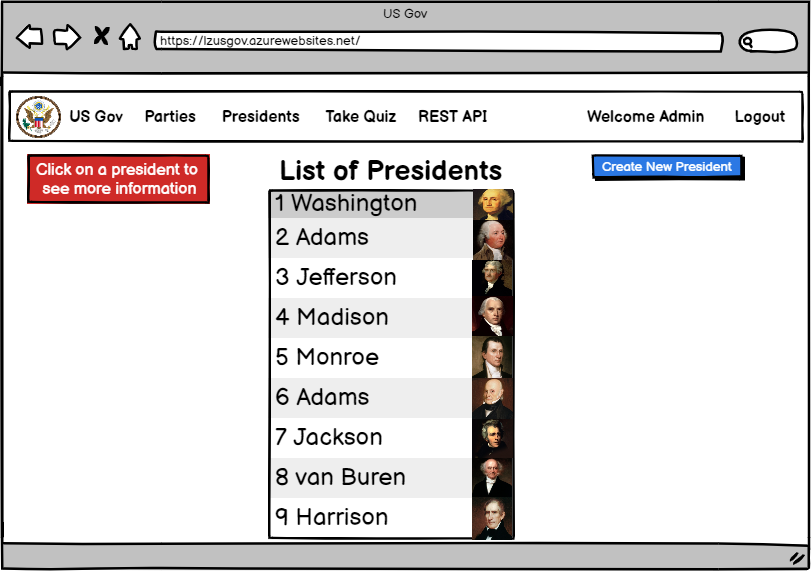 US Gov
https://lzusgov.azurewebsites.net/
US Gov Parties Presidents Take Quiz REST API Welcome Admin Logout
Click on a president to
see more information
List of Presidents
Create New President
1 Washington
2 Adams
3 Jefferson
4 Madison
5 Monroe
6 Adams
7 Jackson
8 van Buren
9 Harrison